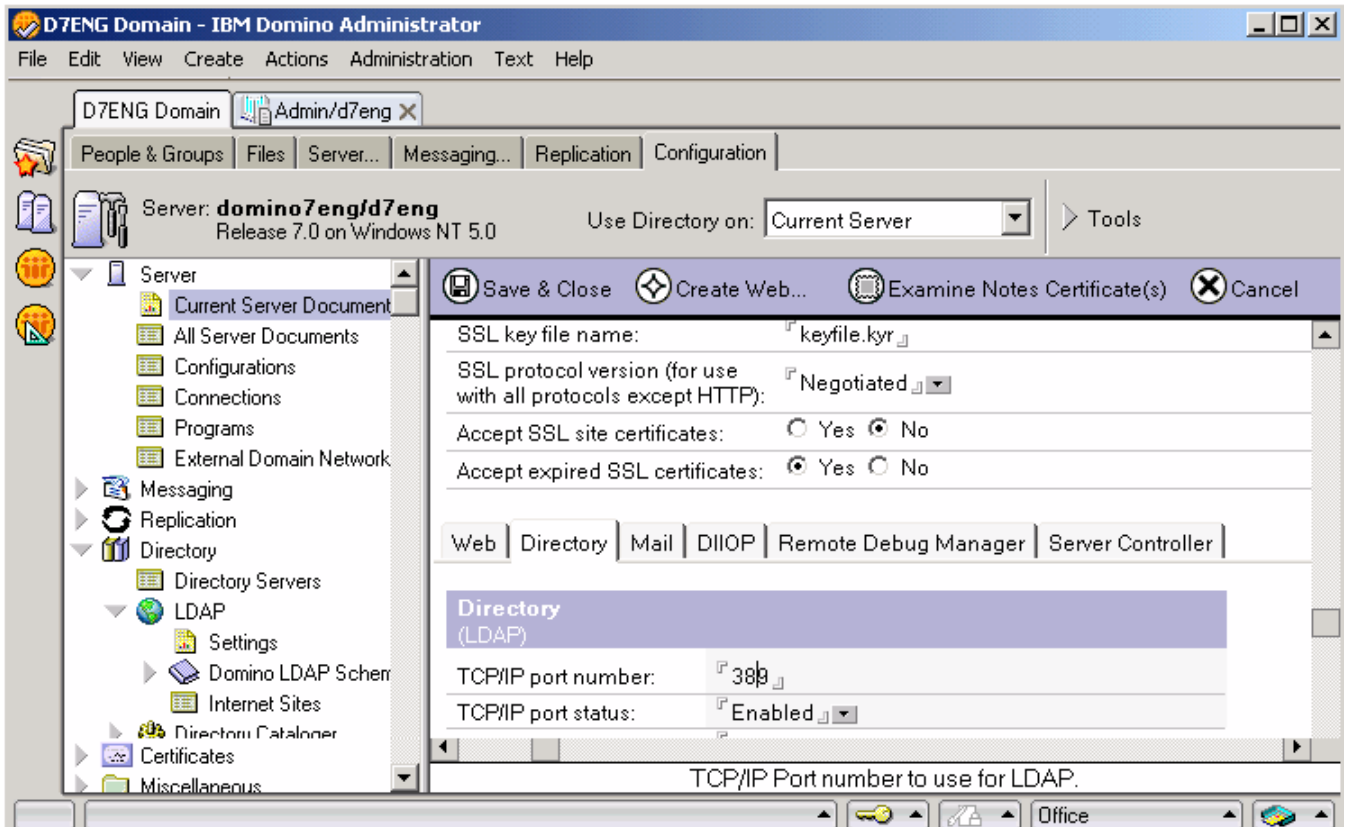 D7ENG Domain - IBM Domino Administrator
File Edit View Create Actions Administration Text Help
D7ENG Domain Admin/d7eng
People & Groups Files Server... Messaging... Replication Configuration
Server: domino7eng/d7eng
Release 7.0 on Windows NT 5.0
Use Directory on: Current Server
Tools
Server
Current Server Document
All Server Documents
Configurations
Connections
Programs
External Domain Network
Messaging
Replication
Directory
Directory Servers
LDAP
Settings
Domino LDAP Schem
Internet Sites
Directory Cataloger
Certificates
Miscellaneous
Save & Close Create Web... Examine Notes Certificate(s) Cancel
SSL key file name: keyfile.kyr
SSL protocol version (for use
with all protocols except HTTP): Negotiated
Accept SSL site certificates: Yes No
Accept expired SSL certificates: Yes No
Web Directory Mail DIIOP Remote Debug Manager Server Controller
Directory
(LDAP)
TCP/IP port number: 389
TCP/IP port status: Enabled
TCP/IP Port number to use for LDAP.
Office